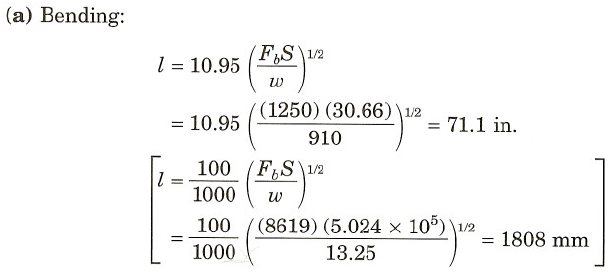 (a) Bending:
l = 10.95 (F_bS/w)^1/2
= 10.95 ((1250) (30.66)/910)^1/2 = 71.1 in.
[l = 100/1000 (F_bS/w)^1/2
= 100/1000 ((8619) (5.024 × 10^5)/13.25)^1/2 = 1808 mm]